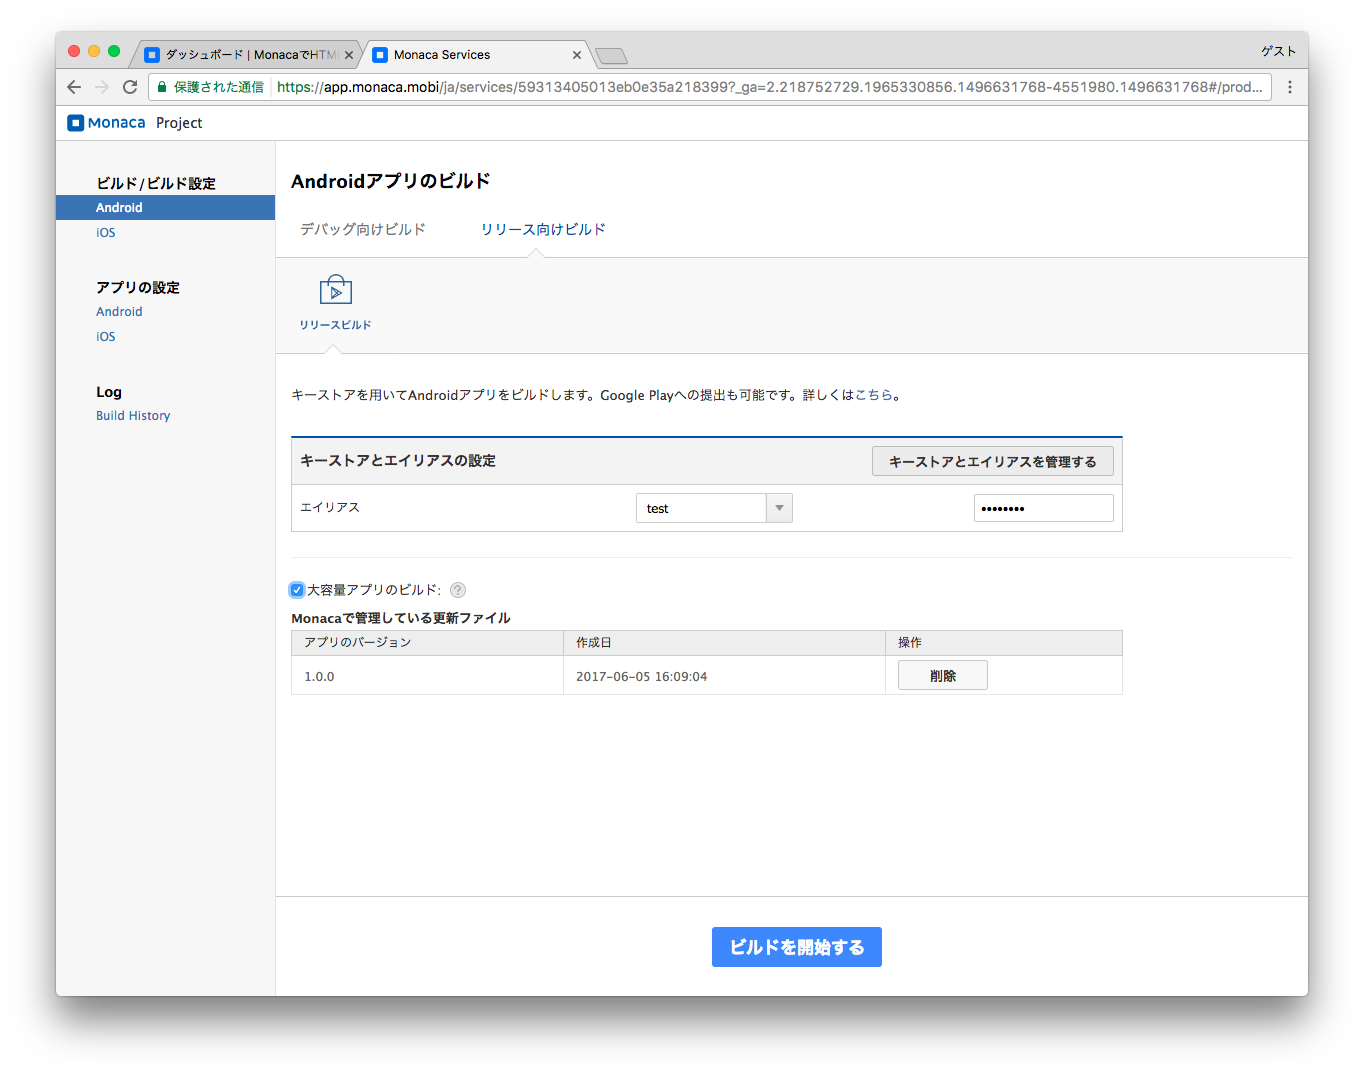 ダッシュボード | MonacaでHTM
Monaca Services
ゲスト
保護された通信
https://app.monaca.mobi/ja/services/59313405013eb0e35a218399?_ga=2.218752729.1965330856.1496631768-4551980.1496631768#/prod...
Monaca Project
ビルド/ビルド設定
Android
iOS
アプリの設定
Android
iOS
Log
Build History
Androidアプリのビルド
デバッグ向けビルド
リリース向けビルド
リリースビルド
キーストアを用いてAndroidアプリをビルドします。Google Playへの提出も可能です。詳しくはこちら。
キーストアとエイリアスの設定
キーストアとエイリアスを管理する
エイリアス
test
••••••••
大容量アプリのビルド: ?
Monacaで管理している更新ファイル
アプリのバージョン 作成日 操作
1.0.0 2017-06-05 16:09:04 削除
ビルドを開始する